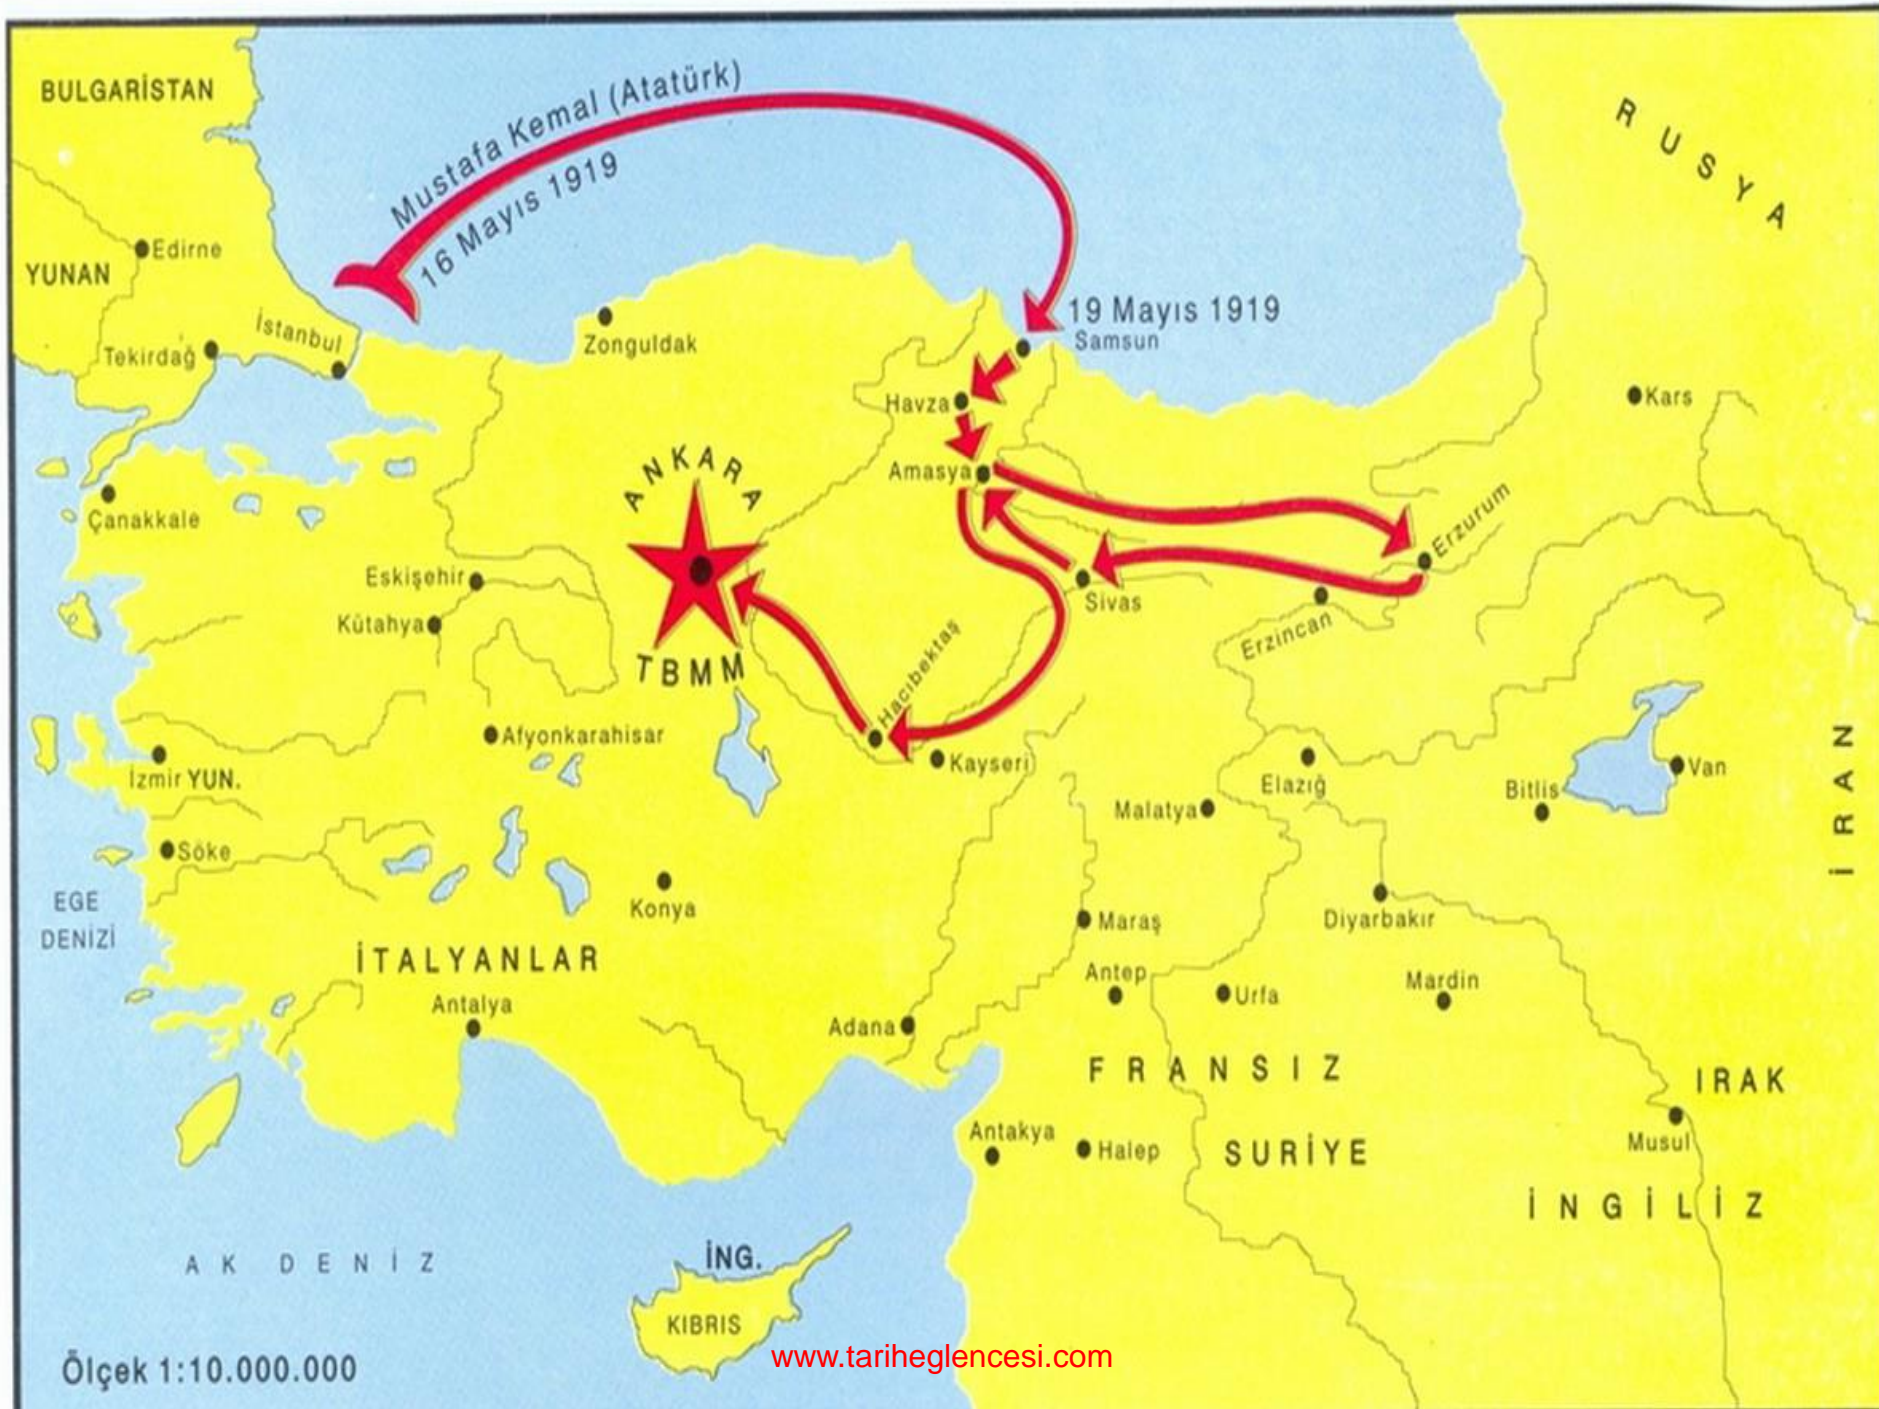 BULGARİSTAN
Mustafa Kemal (Atatürk)
16 Mayıs 1919
RUSYA
Edirne
YUNAN
19 Mayıs 1919
İstanbul
Zonguldak
Samsun
Tekirdağ
Kars
Havza
ANKARA
Amasya
Çanakkale
Erzurum
Eskişehir
Sivas
Kütahya
Erzincan
TBMM
Hacıbektaş
Afyonkarahisar
Kayseri
İzmir YUN.
Elazığ
Bitlis
Van
İRAN
Malatya
Söke
EGE
DENİZİ
Konya
Maraş
Diyarbakır
İTALYANLAR
Antep
Urfa
Mardin
Antalya
Adana
FRANSIZ
IRAK
Antakya
Halep
SURİYE
Musul
İNGİLİZ
AK DENİZ
İNG.
KIBRIS
www.tariheglencesi.com
Ölçek 1:10.000.000